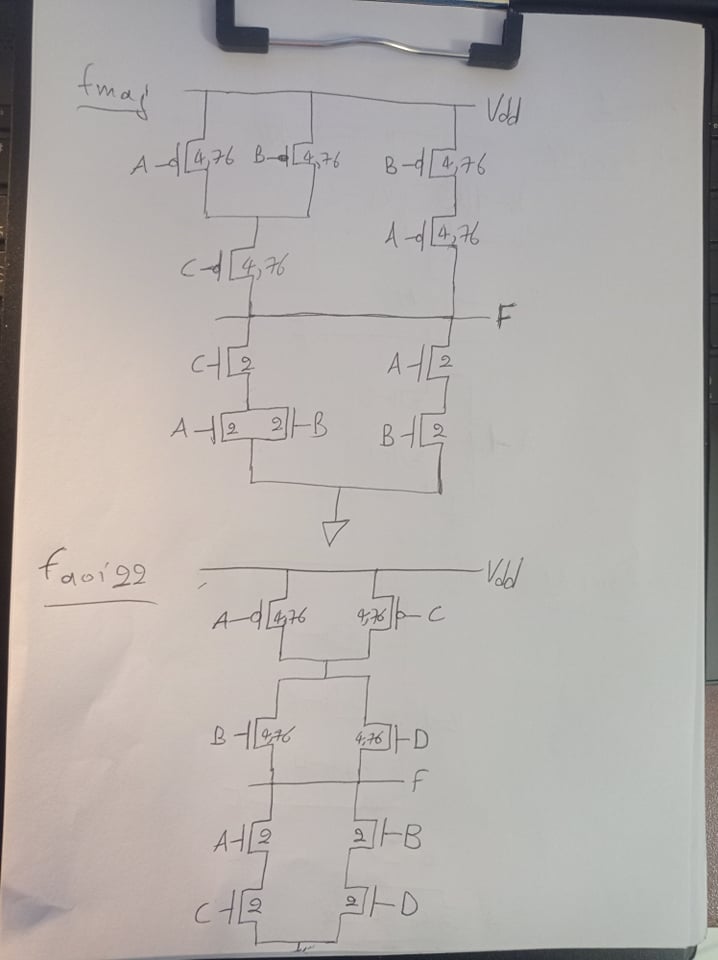 fmaj
Vdd
A 4,76 B 4,76 B 4,76
A 4,76
C 4,76
F
C 2 A 2
A 2 2 B B 2
faoi22
Vdd
A 4,76 4,76 C
B 4,76 4,76 D
F
A 2 2 B
C 2 2 D